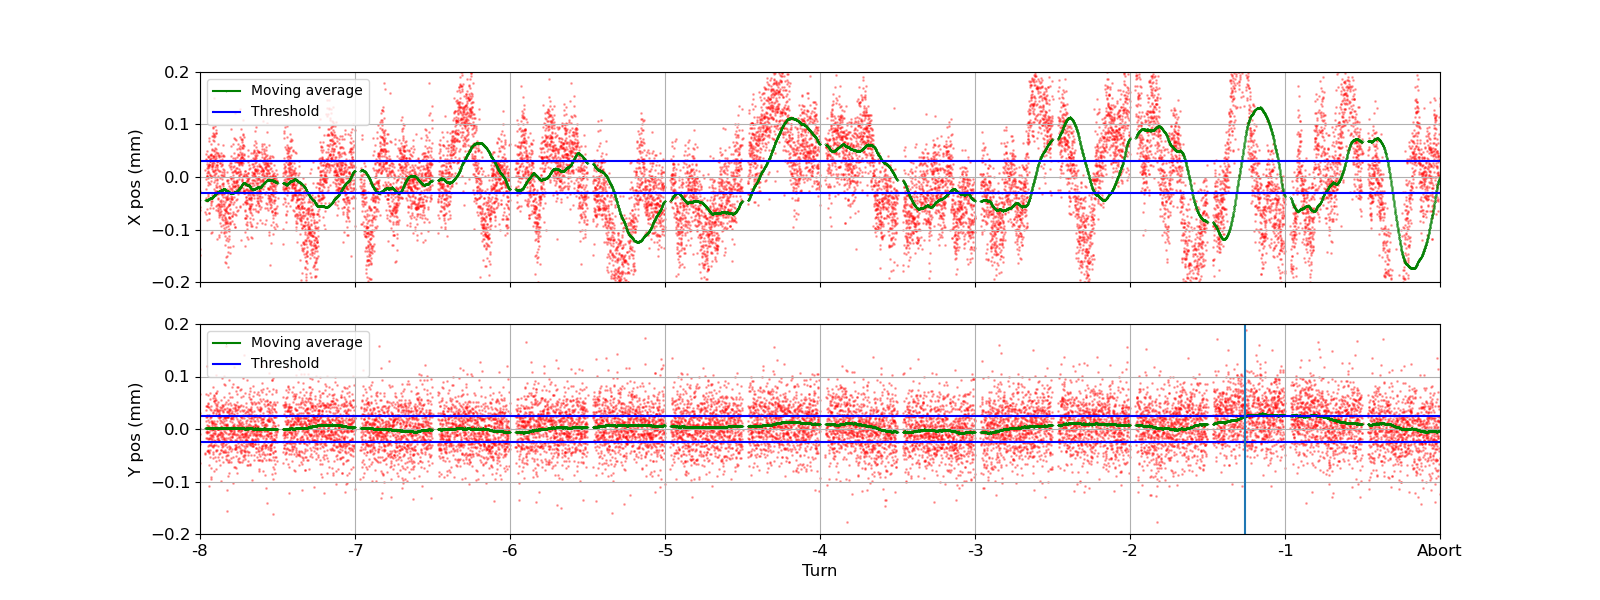 0.2
0.1
0.0
−0.1
−0.2
X pos (mm)
Moving average
Threshold
0.2
0.1
0.0
−0.1
−0.2
Y pos (mm)
Moving average
Threshold
-8 -7 -6 -5 -4 -3 -2 -1 Abort
Turn